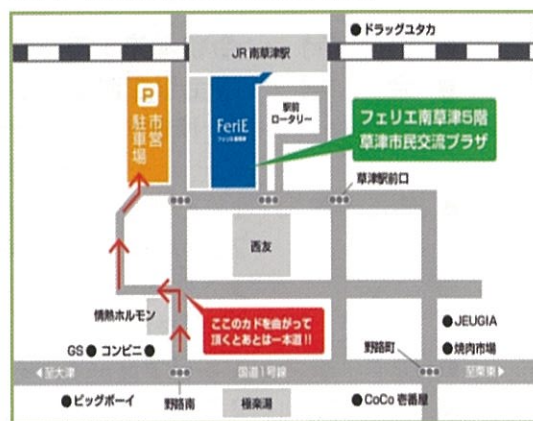 ドラッグユタカ
JR 南草津駅
P
市営
駐車場
FeriE
駅前
ロータリー
フェリエ南草津5階
草津市民交流プラザ
草津駅前口
西友
情熱ホルモン
ここのカドを曲がって
頂くとあとは一本道!!
JEUGIA
GS
コンビニ
野路町
焼肉市場
至大津
国道1号線
至栗東
ビッグボーイ
野路南
極楽湯
CoCo 壱番屋